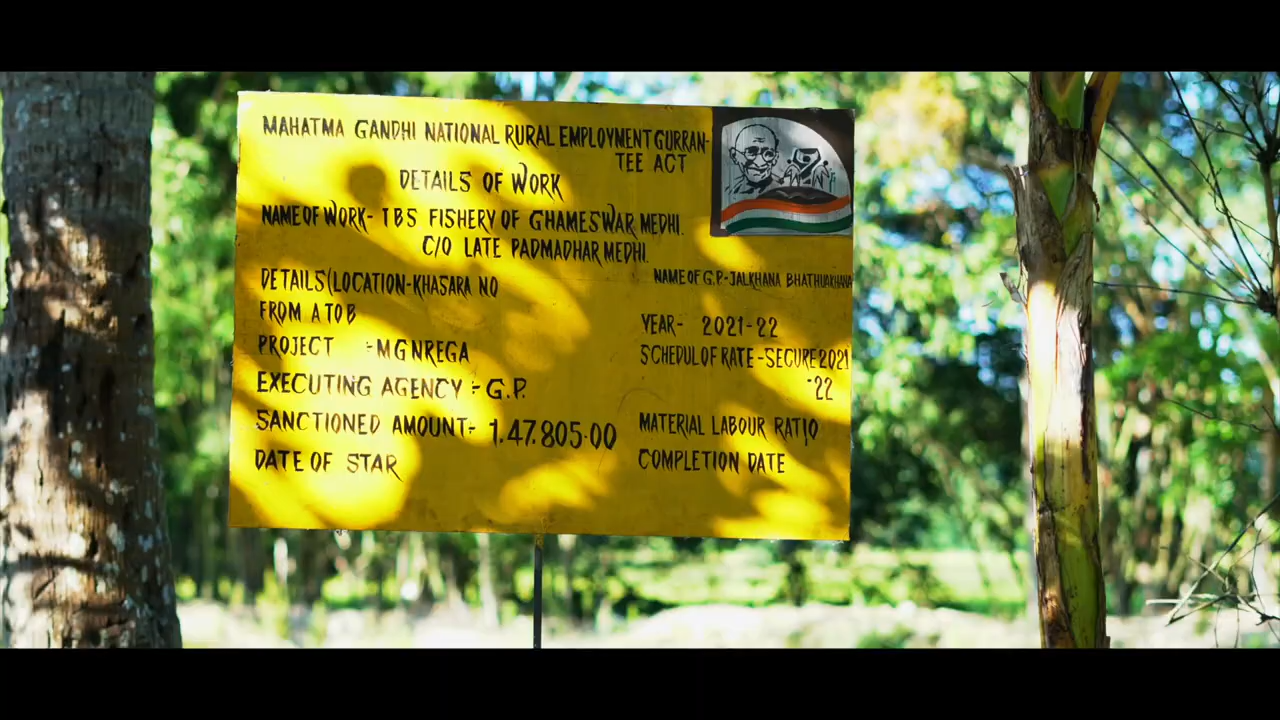 MAHATMA GANDHI NATIONAL RURAL EMPLOYMENT GURRAN-
TEE ACT
DETAILS OF WORK
NAME OF WORK- IBS FISHERY OF GHAMESWAR MEDHI.
C/O LATE PADMADHAR MEDHI.
DETAILS(LOCATION-KHASARA NO
NAME OF G.P-JALKHANA BHATHUAKHANA
FROM A TO B
YEAR- 2021-22
PROJECT :-MGNREGA
SCHEDUL OF RATE-SECURE 2021
-22
EXECUTING AGENCY :- G.P.
SANCTIONED AMOUNT:- 1.47.805.00
MATERIAL LABOUR RATIO
DATE OF STAR
COMPLETION DATE